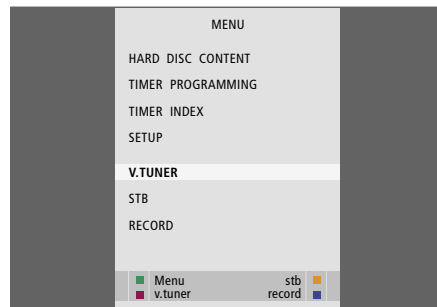 MENU
HARD DISC CONTENT
TIMER PROGRAMMING
TIMER INDEX
SETUP
V.TUNER
STB
RECORD
Menu stb
v.tuner record